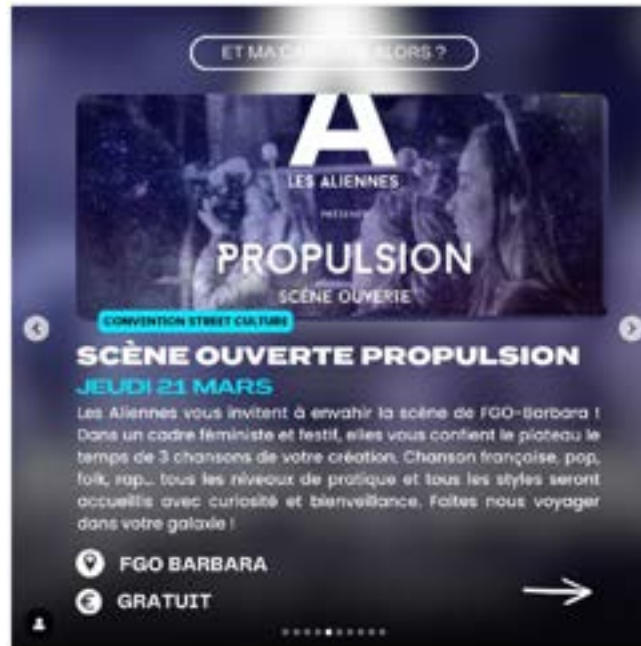 ET MA ALORS ?
A
LES ALIENNES
PROPULSION
SCÈNE OUVERTE
CONVENTION STREET CULTURE
SCÈNE OUVERTE PROPULSION
JEUDI 21 MARS
Les Aliennes vous invitent à envahir la scène de FGO-Barbara !
Dans un cadre féministe et festif, elles vous confient le plateau le
temps de 3 chansons de votre création. Chanson française, pop,
folk, rap... tous les niveaux de pratique et tous les styles seront
accueillis avec curiosité et bienveillance. Faites nous voyager
dans votre galaxie !
FGO BARBARA
€ GRATUIT